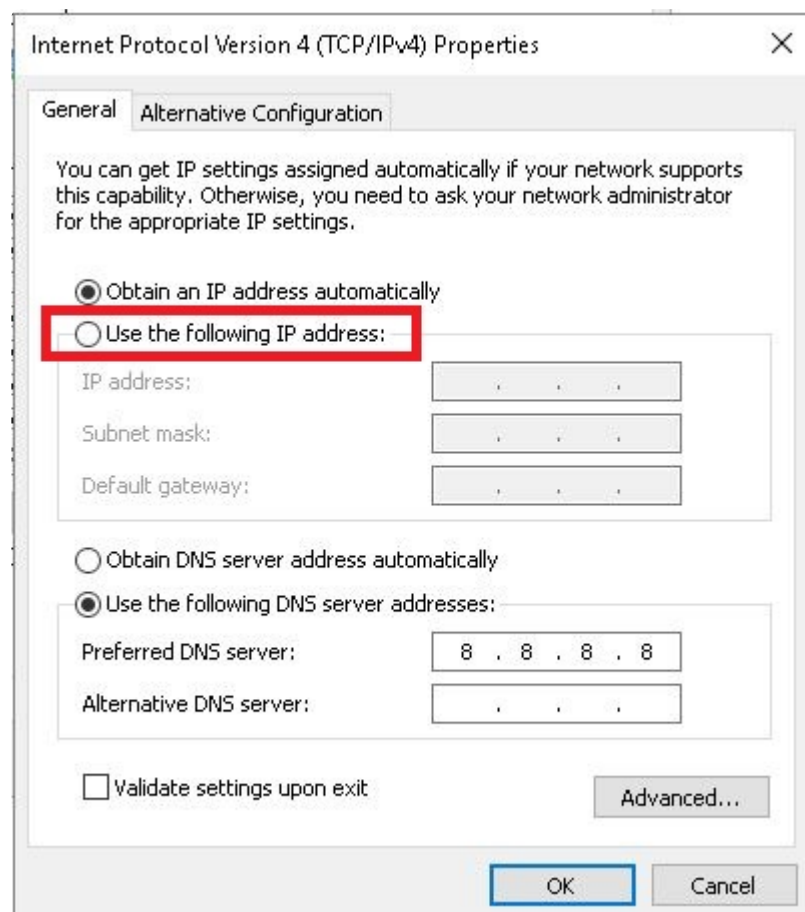 Internet Protocol Version 4 (TCP/IPv4) Properties
General
Alternative Configuration
You can get IP settings assigned automatically if your network supports
this capability. Otherwise, you need to ask your network administrator
for the appropriate IP settings.
Obtain an IP address automatically
Use the following IP address:
IP address: . . .
Subnet mask: . . .
Default gateway: . . .
Obtain DNS server address automatically
Use the following DNS server addresses:
Preferred DNS server: 8 . 8 . 8 . 8
Alternative DNS server: . . .
Validate settings upon exit
Advanced...
OK Cancel